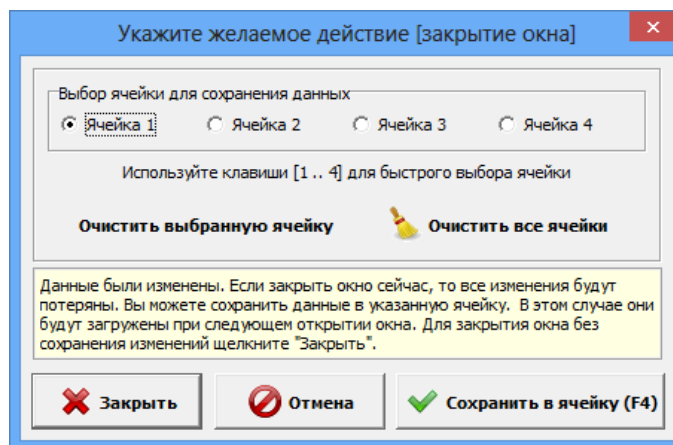 Укажите желаемое действие [закрытие окна]
Выбор ячейки для сохранения данных
Ячейка 1 Ячейка 2 Ячейка 3 Ячейка 4
Используйте клавиши [1 .. 4] для быстрого выбора ячейки
Очистить выбранную ячейку Очистить все ячейки
Данные были изменены. Если закрыть окно сейчас, то все изменения будут
потеряны. Вы можете сохранить данные в указанную ячейку. В этом случае они
будут загружены при следующем открытии окна. Для закрытия окна без
сохранения изменений щелкните "Закрыть".
Закрыть Отмена Сохранить в ячейку (F4)